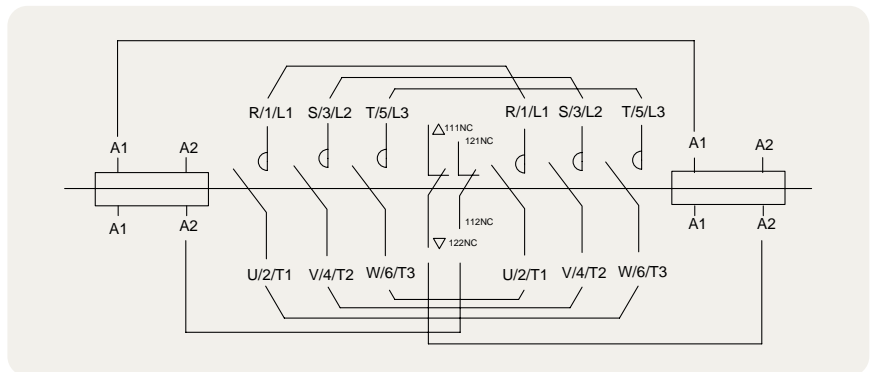 R/1/L1 S/3/L2 T/5/L3 R/1/L1 S/3/L2 T/5/L3
△111NC
121NC
A1 A2 A1 A2
A1 A2 A1 A2
112NC
▽ 122NC
U/2/T1 V/4/T2 W/6/T3 U/2/T1 V/4/T2 W/6/T3